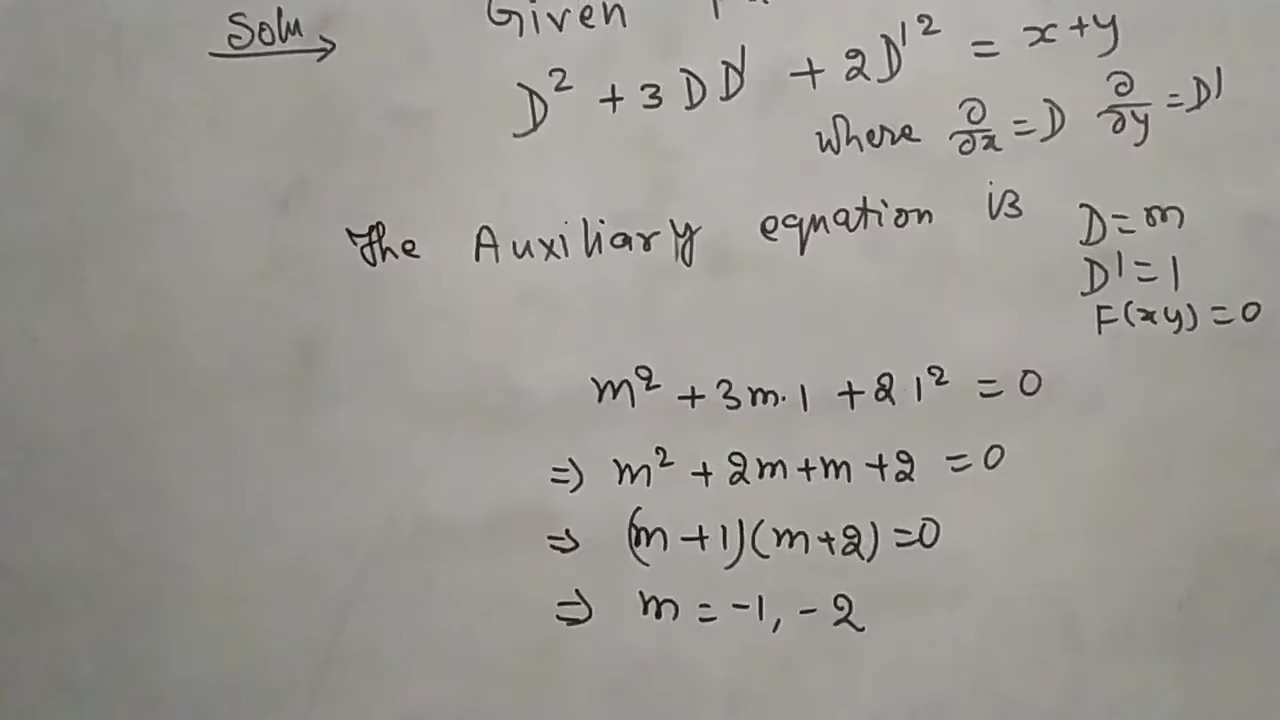 Soln Given
D² + 3 D D' + 2D'² = x+y
where ∂/∂x = D ∂/∂y = D'
The Auxiliary equation is D=m
D' = 1
F(xy) = 0
m² + 3m.1 + 2 1² = 0
⇒ m² + 2m+m+2 = 0
⇒ (m+1)(m+2) = 0
⇒ m = -1, -2